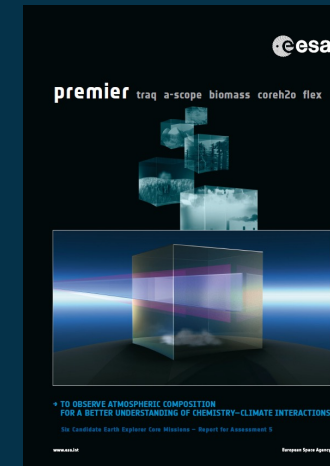 esa
premier traq a-scope biomass coreh2o flex
→ TO OBSERVE ATMOSPHERIC COMPOSITION
FOR A BETTER UNDERSTANDING OF CHEMISTRY–CLIMATE INTERACTIONS
Six Candidate Earth Explorer Core Missions – Report for Assessment 5
www.esa.int
European Space Agency